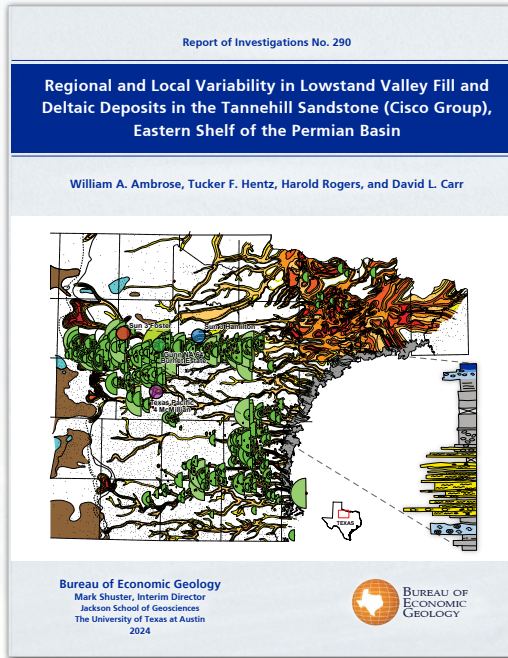 Report of Investigations No. 290
Regional and Local Variability in Lowstand Valley Fill and
Deltaic Deposits in the Tannehill Sandstone (Cisco Group),
Eastern Shelf of the Permian Basin
William A. Ambrose, Tucker F. Hentz, Harold Rogers, and David L. Carr
Sun 3 Foster
Hamilton
Texas Pacific
4 McMillan
TEXAS
Bureau of Economic Geology
Mark Shuster, Interim Director
Jackson School of Geosciences
The University of Texas at Austin
2024
BUREAU OF
ECONOMIC
GEOLOGY